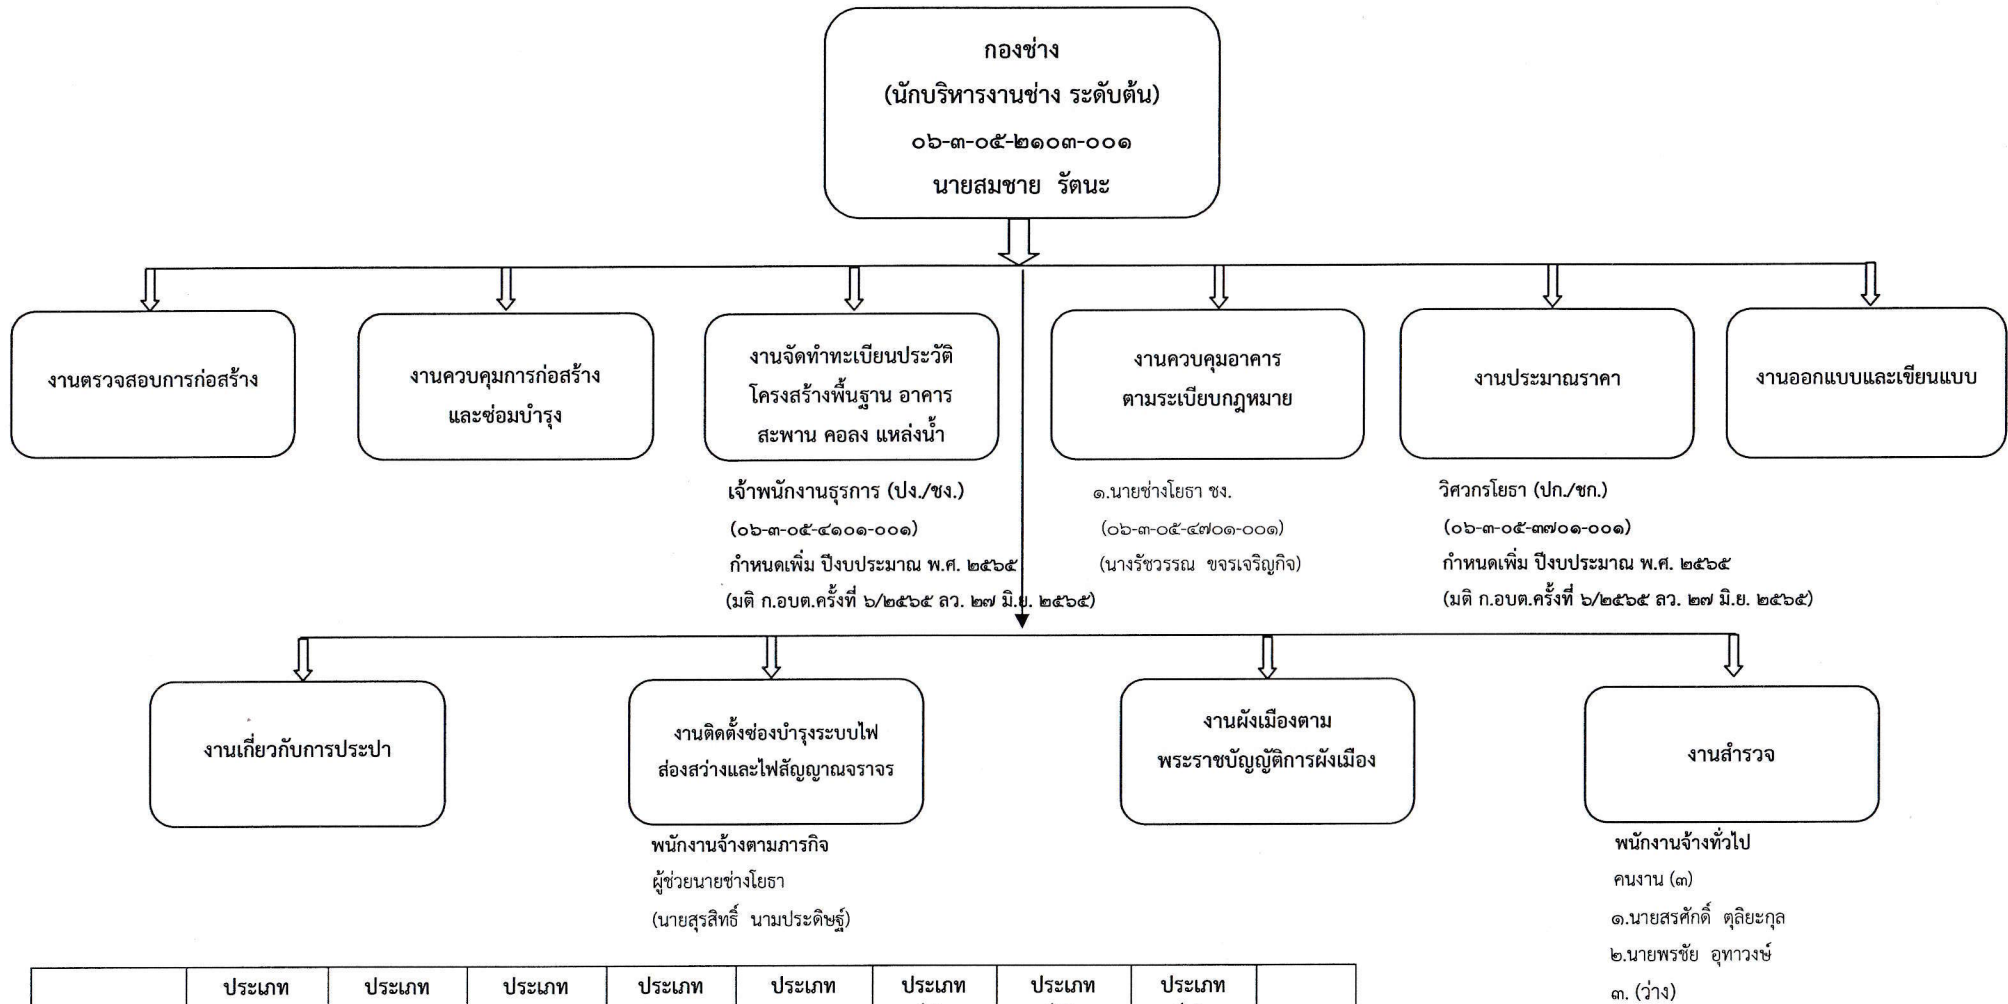 กองช่าง
(นักบริหารงานช่าง ระดับต้น)
๐๖-๓-๐๕-๒๑๐๓-๐๐๑
นายสมชาย รัตนะ
งานตรวจสอบการก่อสร้าง
งานควบคุมการก่อสร้าง
และซ่อมบำรุง
งานจัดทำทะเบียนประวัติ
โครงสร้างพื้นฐาน อาคาร
สะพาน คอลง แหล่งน้ำ
งานควบคุมอาคาร
ตามระเบียบกฎหมาย
งานประมาณราคา
งานออกแบบและเขียนแบบ
เจ้าพนักงานธุรการ (ปง./ชง.)
(๐๖-๓-๐๕-๔๑๐๑-๐๐๑)
กำหนดเพิ่ม ปีงบประมาณ พ.ศ. ๒๕๖๕
(มติ ก.อบต.ครั้งที่ ๖/๒๕๖๕ ลว. ๒๗ มิ.ย. ๒๕๖๕)
๑.นายช่างโยธา ชง.
(๐๖-๓-๐๕-๔๗๐๑-๐๐๑)
(นางรัชวรรณ ขจรเจริญกิจ)
วิศวกรโยธา (ปก./ชก.)
(๐๖-๓-๐๕-๓๗๐๑-๐๐๑)
กำหนดเพิ่ม ปีงบประมาณ พ.ศ. ๒๕๖๕
(มติ ก.อบต.ครั้งที่ ๖/๒๕๖๕ ลว. ๒๗ มิ.ย. ๒๕๖๕)
งานเกี่ยวกับการประปา
งานติดตั้งซ่องบำรุงระบบไฟ
ส่องสว่างและไฟสัญญาณจราจร
งานผังเมืองตาม
พระราชบัญญัติการผังเมือง
งานสำรวจ
พนักงานจ้างตามภารกิจ
ผู้ช่วยนายช่างโยธา
(นายสุรสิทธิ์ นามประดิษฐ์)
พนักงานจ้างทั่วไป
คนงาน (๓)
๑.นายสรศักดิ์ ตุลิยะกุล
๒.นายพรชัย อุทาวงษ์
๓. (ว่าง)
ประเภท ประเภท ประเภท ประเภท ประเภท ประเภท ประเภท ประเภท